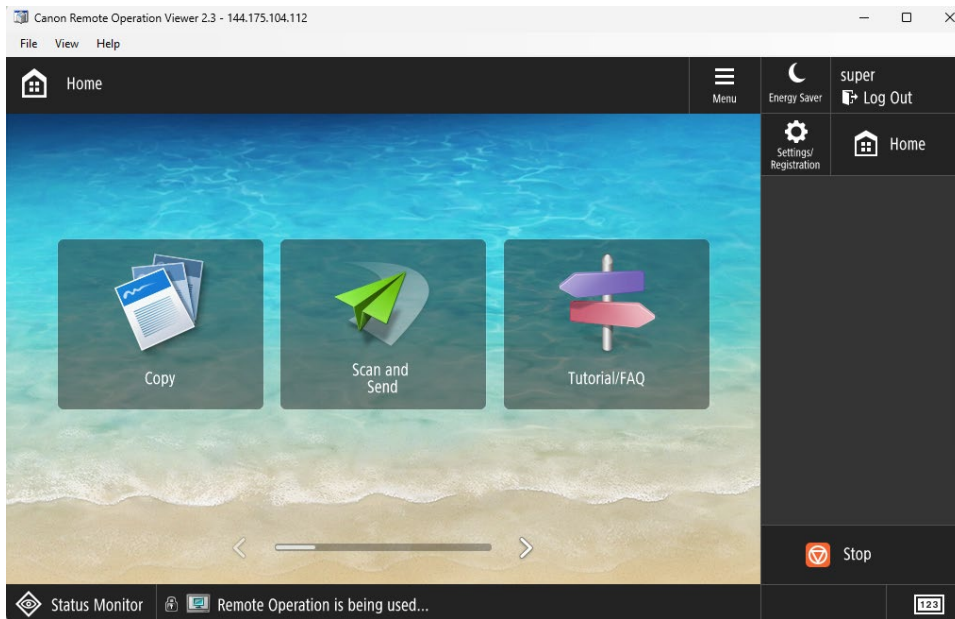 Canon Remote Operation Viewer 2.3 - 144.175.104.112
File View Help
Home
Menu
Energy Saver
super
Log Out
Settings/
Registration
Home
Copy
Scan and
Send
Tutorial/FAQ
Stop
Status Monitor
Remote Operation is being used...
123